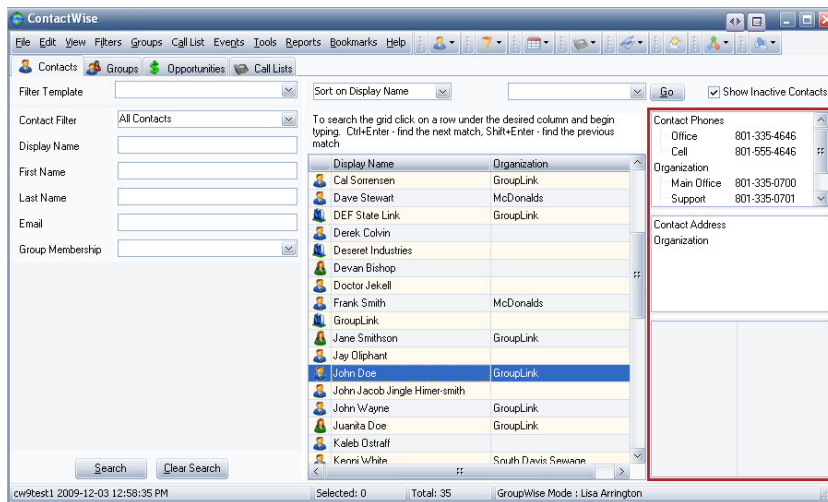 ContactWise
File Edit View Filters Groups Call List Events Tools Reports Bookmarks Help
Contacts Groups Opportunities Call Lists
Filter Template
Sort on Display Name
Go
Show Inactive Contacts
Contact Filter
All Contacts
Display Name
First Name
Last Name
Email
Group Membership
Search
Clear Search
To search the grid click on a row under the desired column and begin
typing. Ctrl+Enter - find the next match, Shift+Enter - find the previous
match
Display Name Organization
Cal Sorrensen GroupLink
Dave Stewart McDonalds
DEF State Link GroupLink
Derek Colvin
Deseret Industries
Devan Bishop
Doctor Jekell
Frank Smith McDonalds
GroupLink
Jane Smithson GroupLink
Jay Oliphant
John Doe GroupLink
John Jacob Jingle Himer-smith
John Wayne GroupLink
Juanita Doe GroupLink
Kaleb Ostraff
Keoni White South Davis Sewage
Contact Phones
Office 801-335-4646
Cell 801-555-4646
Organization
Main Office 801-335-0700
Support 801-335-0701
Contact Address
Organization
cw9test1 2009-12-03 12:58:35 PM
Selected: 0
Total: 35
GroupWise Mode : Lisa Arrington